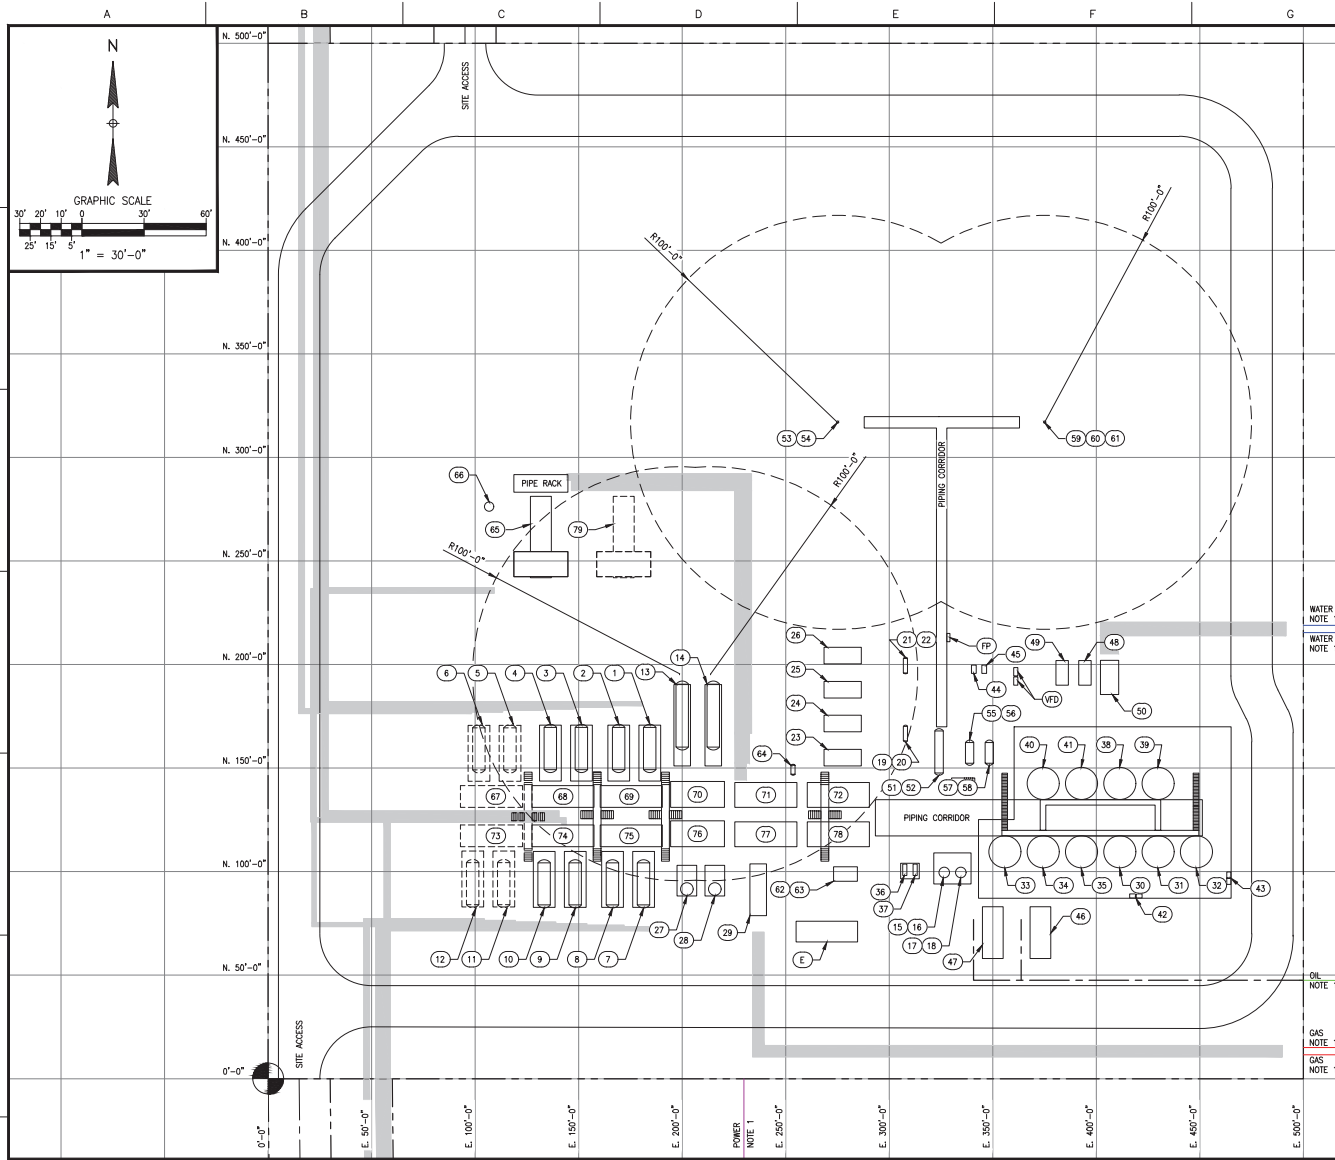 A B C D E F G
N
GRAPHIC SCALE
30' 20' 10' 0 30' 60'
25' 15' 5'
1" = 30'-0"
N. 500'-0"
SITE ACCESS
N. 450'-0"
N. 400'-0"
R100'-0"
R100'-0"
N. 350'-0"
N. 300'-0"
53 54
59 60 61
PIPING CORRIDOR
R100'-0"
66
PIPE RACK
65 79
N. 250'-0"
R100'-0"
WATER
NOTE 1
WATER
NOTE 1
26 21 22 FP 49 48
45
N. 200'-0"
6 5 4 3 2 1 13 14
25
44 VFD
50
24
55 56
23
64
19 20
40 41 38 39
N. 150'-0"
51 52 57 58
67 68 69 70 71 72
PIPING CORRIDOR
73 74 75 76 77 78
N. 100'-0"
62 63 36
37
33 34 35 30 31 32 43
42
15 16
46
27 28 29
17 18
12 11 10 9 8 7
E
47
N. 50'-0"
OIL
NOTE 1
SITE ACCESS
GAS
NOTE 1
GAS
NOTE 1
0'-0"
0'-0"
E. 50'-0"
E. 100'-0"
E. 150'-0"
E. 200'-0"
POWER
NOTE 1
E. 250'-0"
E. 300'-0"
E. 350'-0"
E. 400'-0"
E. 450'-0"
E. 500'-0"